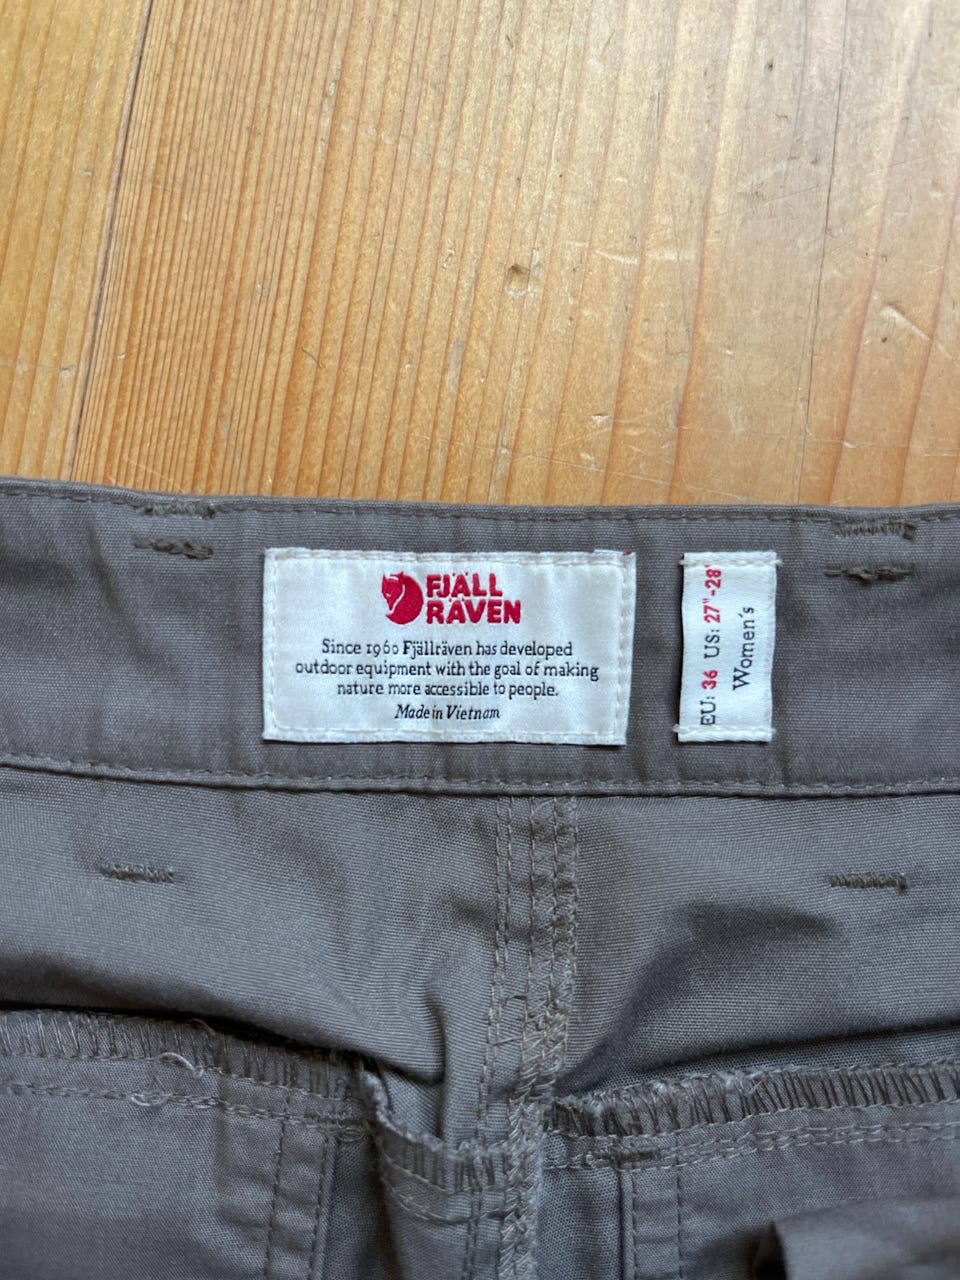 FJÄLL
RÄVEN
Since 1960 Fjällräven has developed
outdoor equipment with the goal of making
nature more accessible to people.
Made in Vietnam
EU: 36 US: 27"-28"
Women's